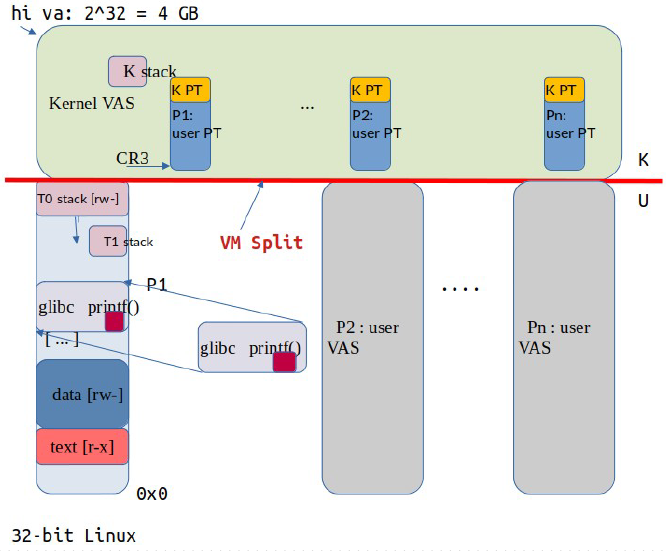 hi va: 2^32 = 4 GB
K stack
Kernel VAS
K PT
P1:
user PT
...
K PT
P2:
user PT
K PT
Pn:
user PT
CR3
K
U
T0 stack [rw-]
T1 stack
VM Split
P1
glibc printf()
[ ... ]
glibc printf()
data [rw-]
text [r-x]
0x0
P2 : user
VAS
....
Pn : user
VAS
32-bit Linux